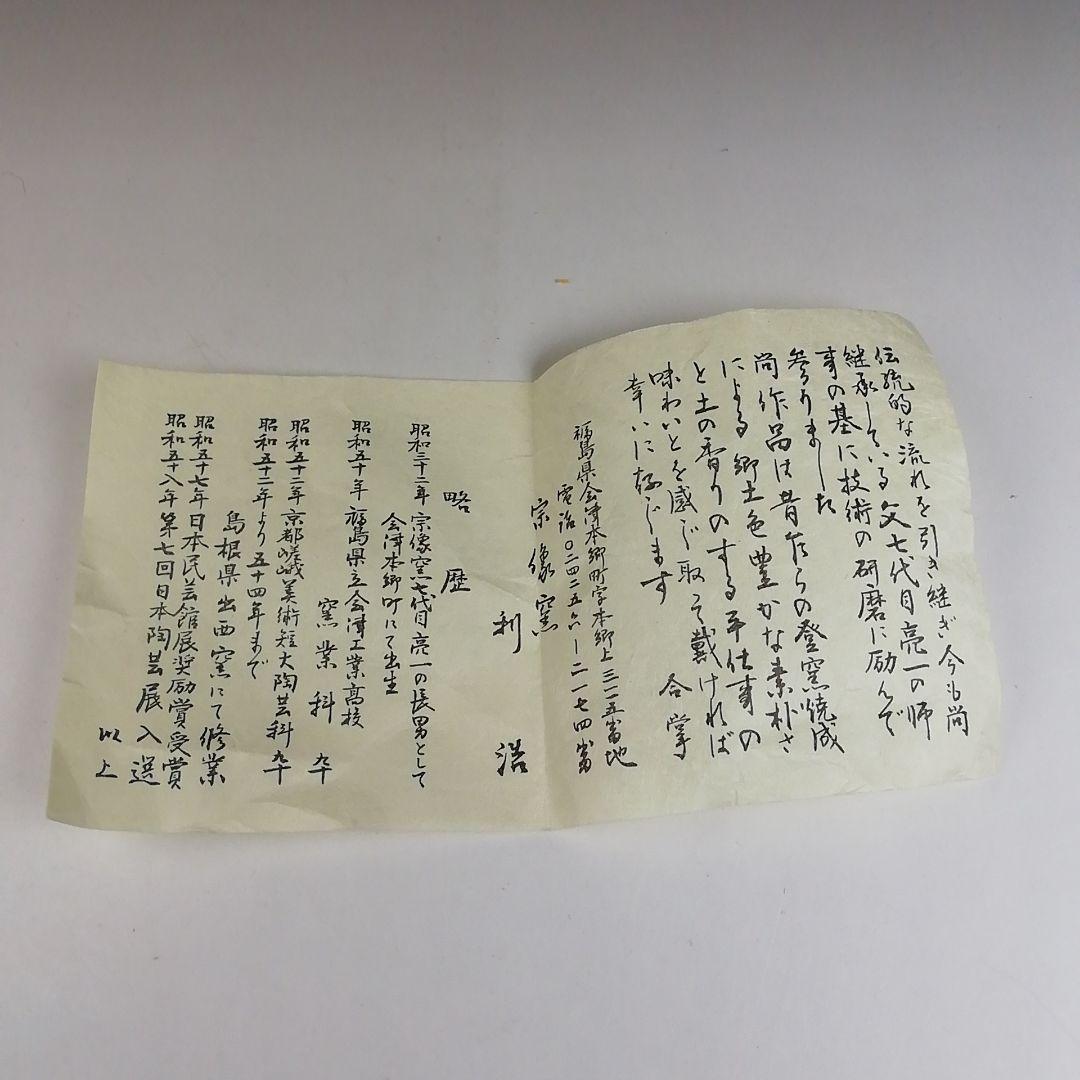 伝統的な流れを引き継ぎ今も尚
継承している父七代目亮一の師
事の基に技術の研磨に励んで
参りました
尚作品は昔乍らの登窯焼成
による郷土色豊かな素朴さ
と土の香りのする手仕事の
味わいとを感じ取って戴ければ
幸いに存じます
合掌
福島県会津本郷町字本郷上三一一五番地
電話〇二四二五六ー二一七四番
宗像窯
利浩
略歴
昭和三十二年 宗像窯七代目亮一の長男として
会津本郷町にて出生
昭和五十年 福島県立会津工業高校
窯業科 卆
昭和五十二年京都嵯峨美術短大陶芸科 卆
昭和五十二年より五十四年まで
島根県出西窯にて修業
昭和五十七年日本民芸館展奨励賞受賞
昭和五十八年第七回日本陶芸展入選
以上